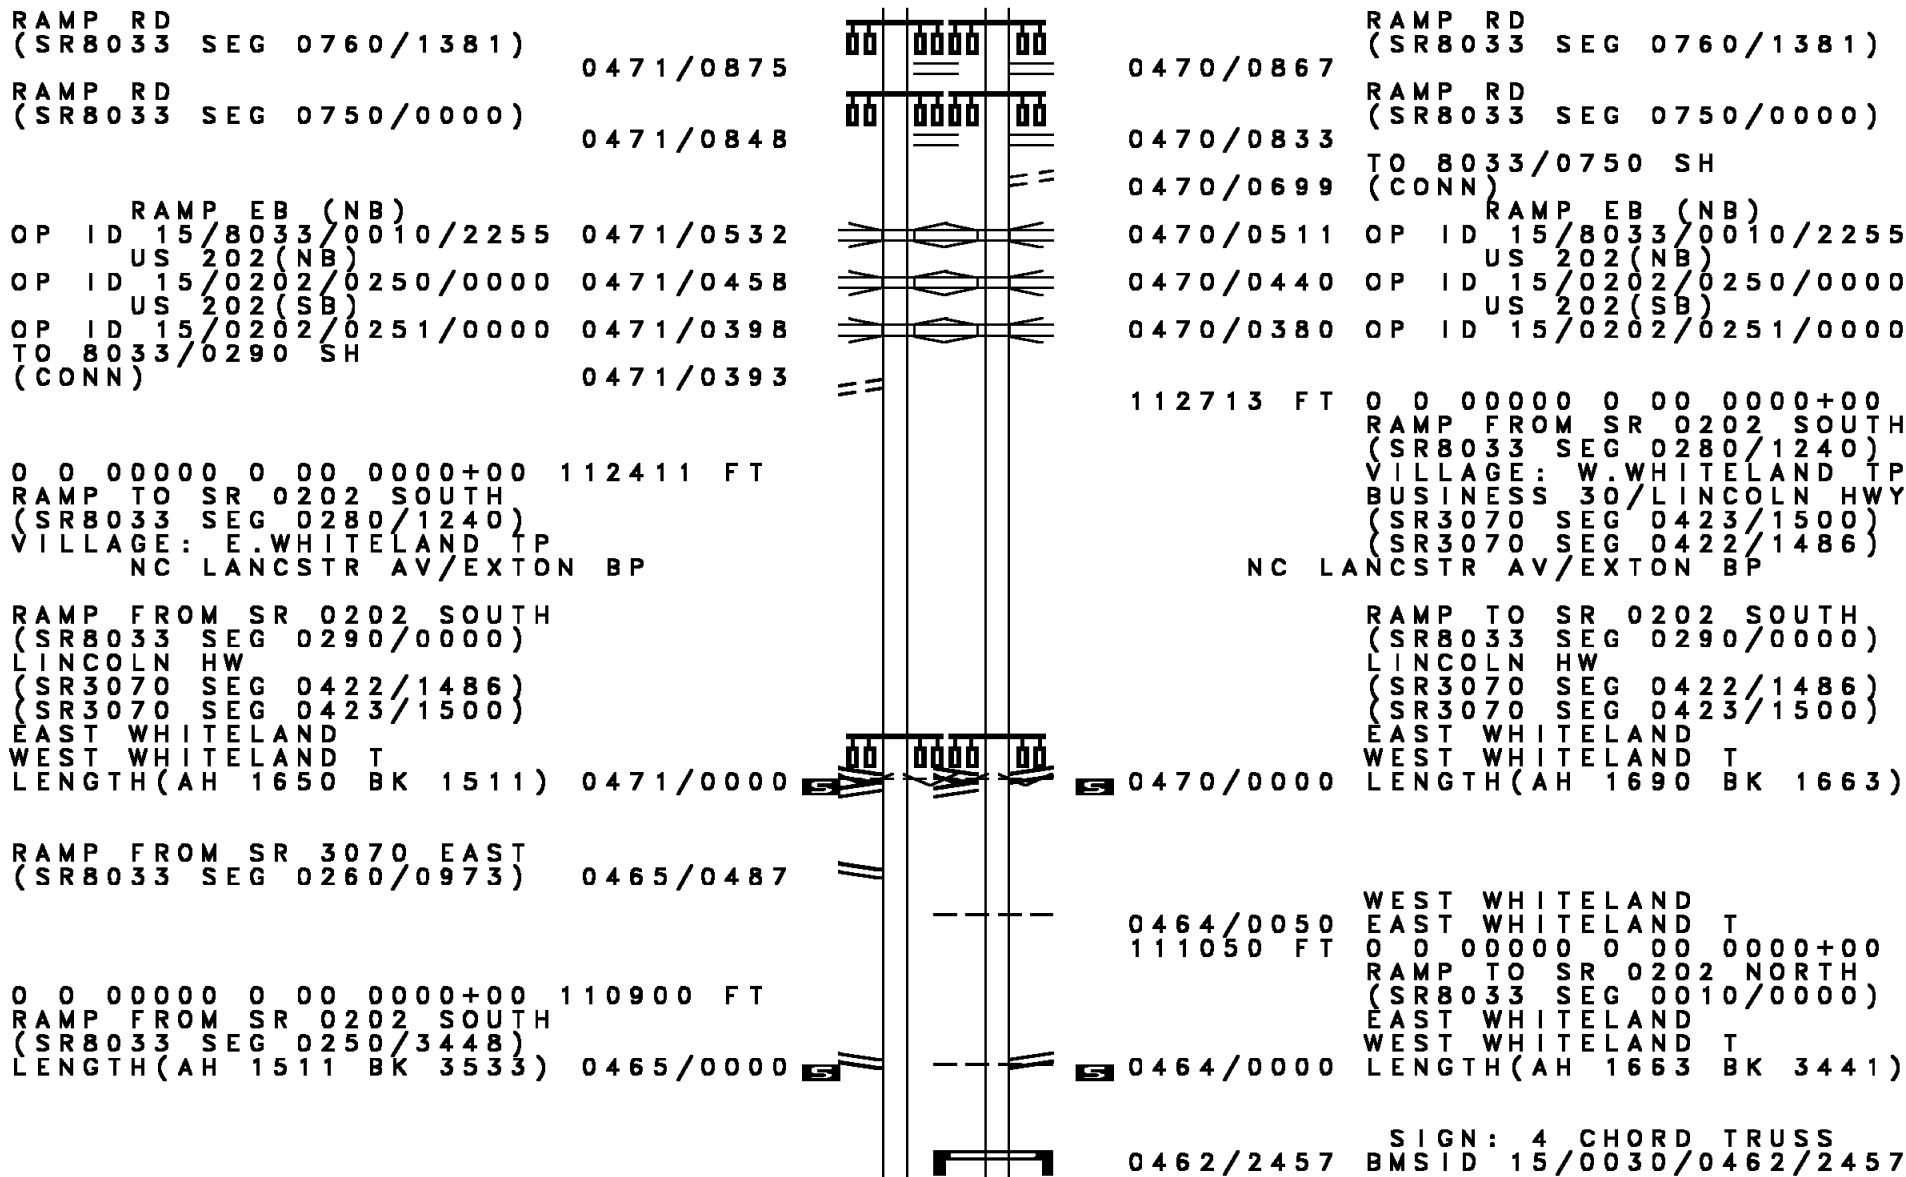 RAMP RD
(SR8033 SEG 0760/1381)
0471/0875
RAMP RD
(SR8033 SEG 0750/0000)
0471/0848
RAMP EB (NB)
OP ID 15/8033/0010/2255 0471/0532
US 202(NB)
OP ID 15/0202/0250/0000 0471/0458
US 202(SB)
OP ID 15/0202/0251/0000 0471/0398
TO 8033/0290 SH
(CONN) 0471/0393
0 0 00000 0 00 0000+00 112411 FT
RAMP TO SR 0202 SOUTH
(SR8033 SEG 0280/1240)
VILLAGE: E.WHITELAND TP
NC LANCSTR AV/EXTON BP
RAMP FROM SR 0202 SOUTH
(SR8033 SEG 0290/0000)
LINCOLN HW
(SR3070 SEG 0422/1486)
(SR3070 SEG 0423/1500)
EAST WHITELAND
WEST WHITELAND T
LENGTH(AH 1650 BK 1511) 0471/0000 S
RAMP FROM SR 3070 EAST
(SR8033 SEG 0260/0973) 0465/0487
0 0 00000 0 00 0000+00 110900 FT
RAMP FROM SR 0202 SOUTH
(SR8033 SEG 0250/3448)
LENGTH(AH 1511 BK 3533) 0465/0000 S
RAMP RD
(SR8033 SEG 0760/1381)
0470/0867
RAMP RD
(SR8033 SEG 0750/0000)
0470/0833
TO 8033/0750 SH
0470/0699 (CONN)
RAMP EB (NB)
0470/0511 OP ID 15/8033/0010/2255
US 202(NB)
0470/0440 OP ID 15/0202/0250/0000
US 202(SB)
0470/0380 OP ID 15/0202/0251/0000
112713 FT 0 0 00000 0 00 0000+00
RAMP FROM SR 0202 SOUTH
(SR8033 SEG 0280/1240)
VILLAGE: W.WHITELAND TP
BUSINESS 30/LINCOLN HWY
(SR3070 SEG 0423/1500)
(SR3070 SEG 0422/1486)
NC LANCSTR AV/EXTON BP
RAMP TO SR 0202 SOUTH
(SR8033 SEG 0290/0000)
LINCOLN HW
(SR3070 SEG 0422/1486)
(SR3070 SEG 0423/1500)
EAST WHITELAND
WEST WHITELAND T
S 0470/0000 LENGTH(AH 1690 BK 1663)
WEST WHITELAND
0464/0050 EAST WHITELAND T
111050 FT 0 0 00000 0 00 0000+00
RAMP TO SR 0202 NORTH
(SR8033 SEG 0010/0000)
EAST WHITELAND
WEST WHITELAND T
S 0464/0000 LENGTH(AH 1663 BK 3441)
SIGN: 4 CHORD TRUSS
0462/2457 BMSID 15/0030/0462/2457